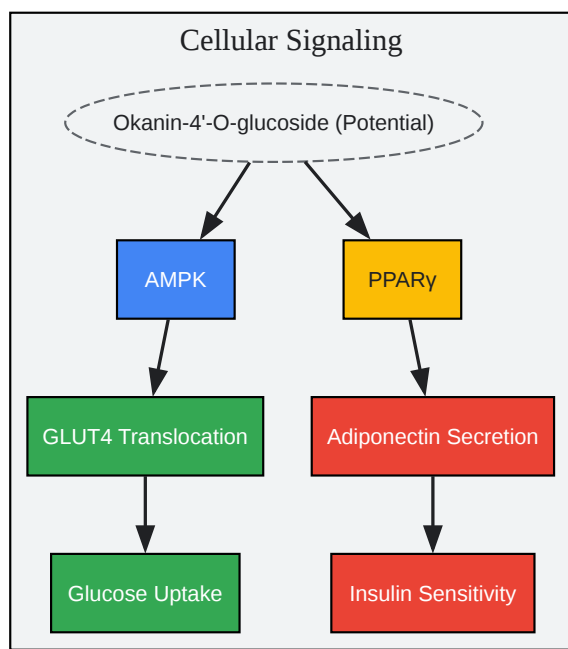 Cellular Signaling
Okanin-4'-O-glucoside (Potential)
AMPK
PPARγ
GLUT4 Translocation
Adiponectin Secretion
Glucose Uptake
Insulin Sensitivity